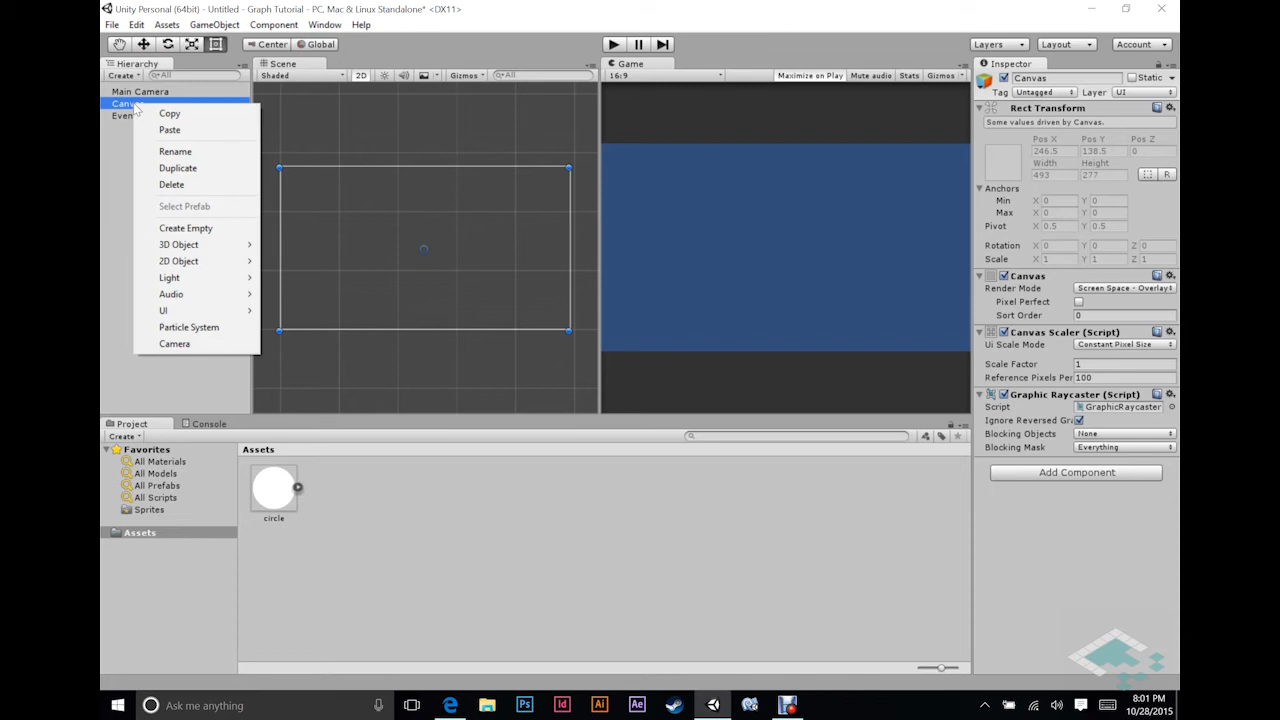 Unity Personal (64bit) - Untitled - Graph Tutorial - PC, Mac & Linux Standalone* <DX11>
File Edit Assets GameObject Component Window Help
Center Global Layers Layout Account
Hierarchy
Create All
Main Camera
Canv
Even
Copy
Paste
Rename
Duplicate
Delete
Select Prefab
Create Empty
3D Object
2D Object
Light
Audio
UI
Particle System
Camera
Scene
Shaded 2D Gizmos All
Game
16:9 Maximize on Play Mute audio Stats Gizmos
Inspector
Canvas Static
Tag Untagged Layer UI
Rect Transform
Some values driven by Canvas.
Pos X Pos Y Pos Z
246.5 138.5 0
Width Height
493 277
R
Anchors
Min X 0 Y 0
Max X 0 Y 0
Pivot X 0.5 Y 0.5
Rotation X 0 Y 0 Z 0
Scale X 1 Y 1 Z 1
Canvas
Render Mode Screen Space - Overlay
Pixel Perfect
Sort Order 0
Canvas Scaler (Script)
Ui Scale Mode Constant Pixel Size
Scale Factor 1
Reference Pixels Per 100
Graphic Raycaster (Script)
Script GraphicRaycaster
Ignore Reversed Gra
Blocking Objects None
Blocking Mask Everything
Add Component
Project Console
Create
Favorites
All Materials
All Models
All Prefabs
All Scripts
Sprites
Assets
Assets
circle
Ask me anything
Ps Id Ai Ae
8:01 PM
10/28/2015